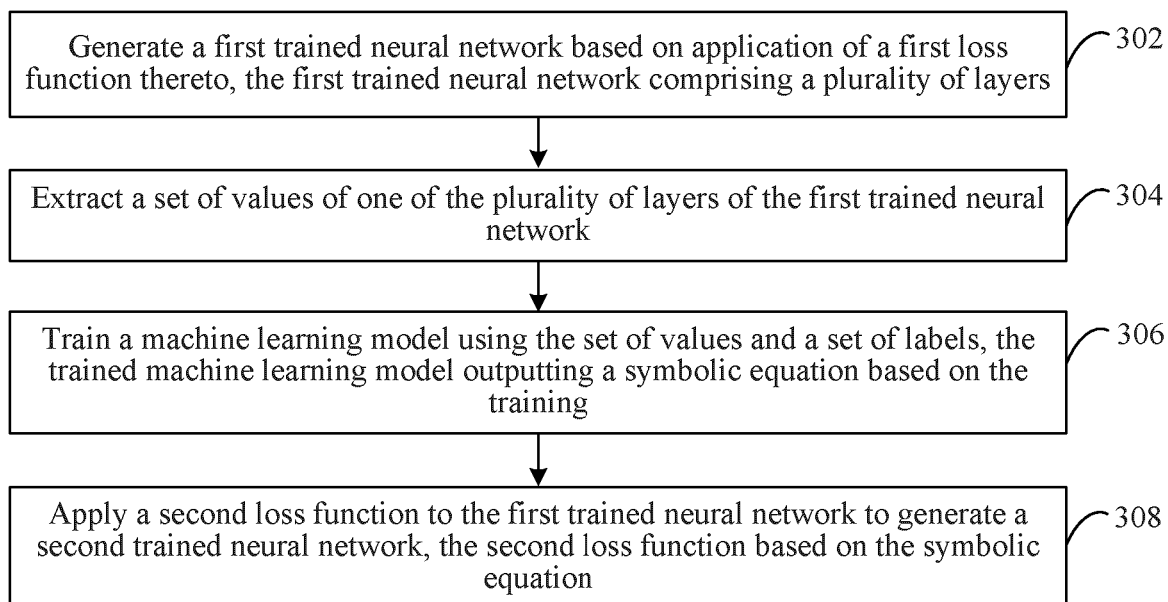 Generate a first trained neural network based on application of a first loss
function thereto, the first trained neural network comprising a plurality of layers
302
Extract a set of values of one of the plurality of layers of the first trained neural
network
304
Train a machine learning model using the set of values and a set of labels, the
trained machine learning model outputting a symbolic equation based on the
training
306
Apply a second loss function to the first trained neural network to generate a
second trained neural network, the second loss function based on the symbolic
equation
308